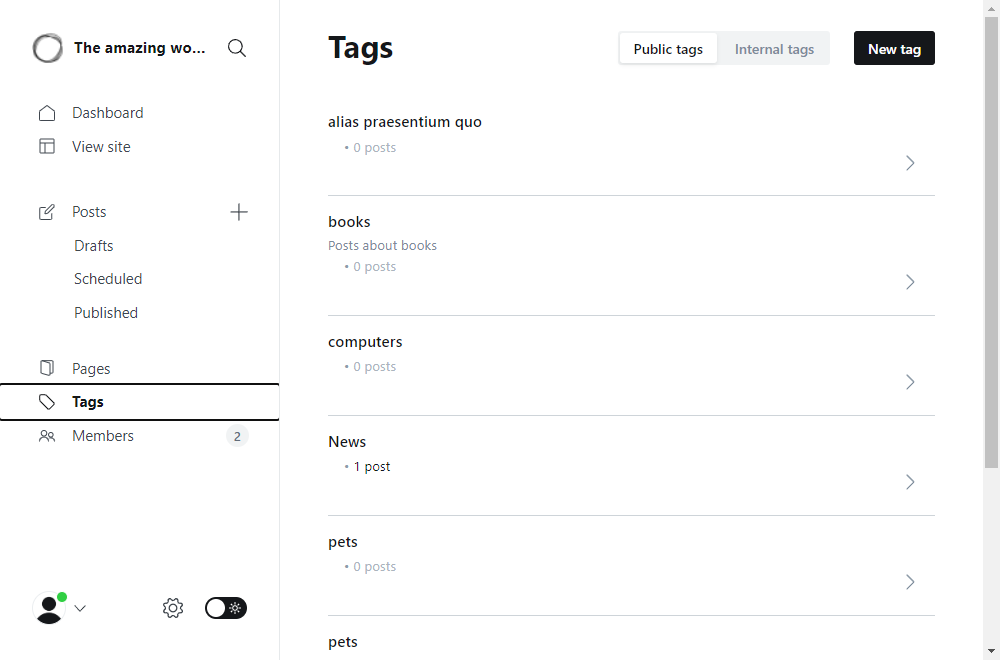 The amazing wo...
Dashboard
View site
Posts
Drafts
Scheduled
Published
Pages
Tags
Members
2
Tags
Public tags
Internal tags
New tag
alias praesentium quo
• 0 posts
books
Posts about books
• 0 posts
computers
• 0 posts
News
• 1 post
pets
• 0 posts
pets